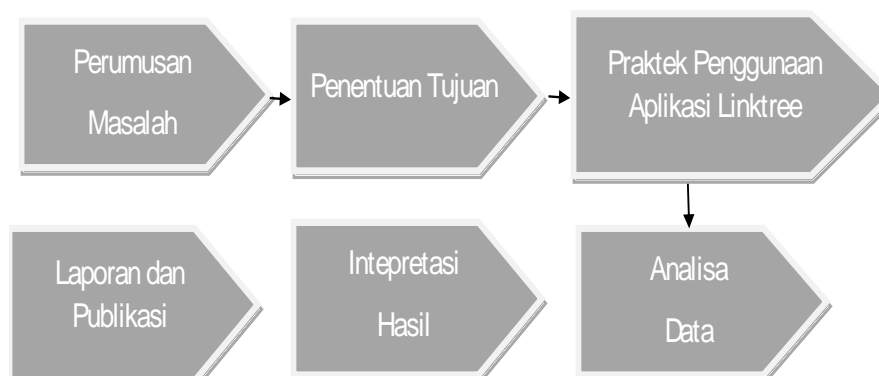 Perumusan
Masalah
Penentuan Tujuan
Praktek Penggunaan
Aplikasi Linktree
Laporan dan
Publikasi
Intepretasi
Hasil
Analisa
Data